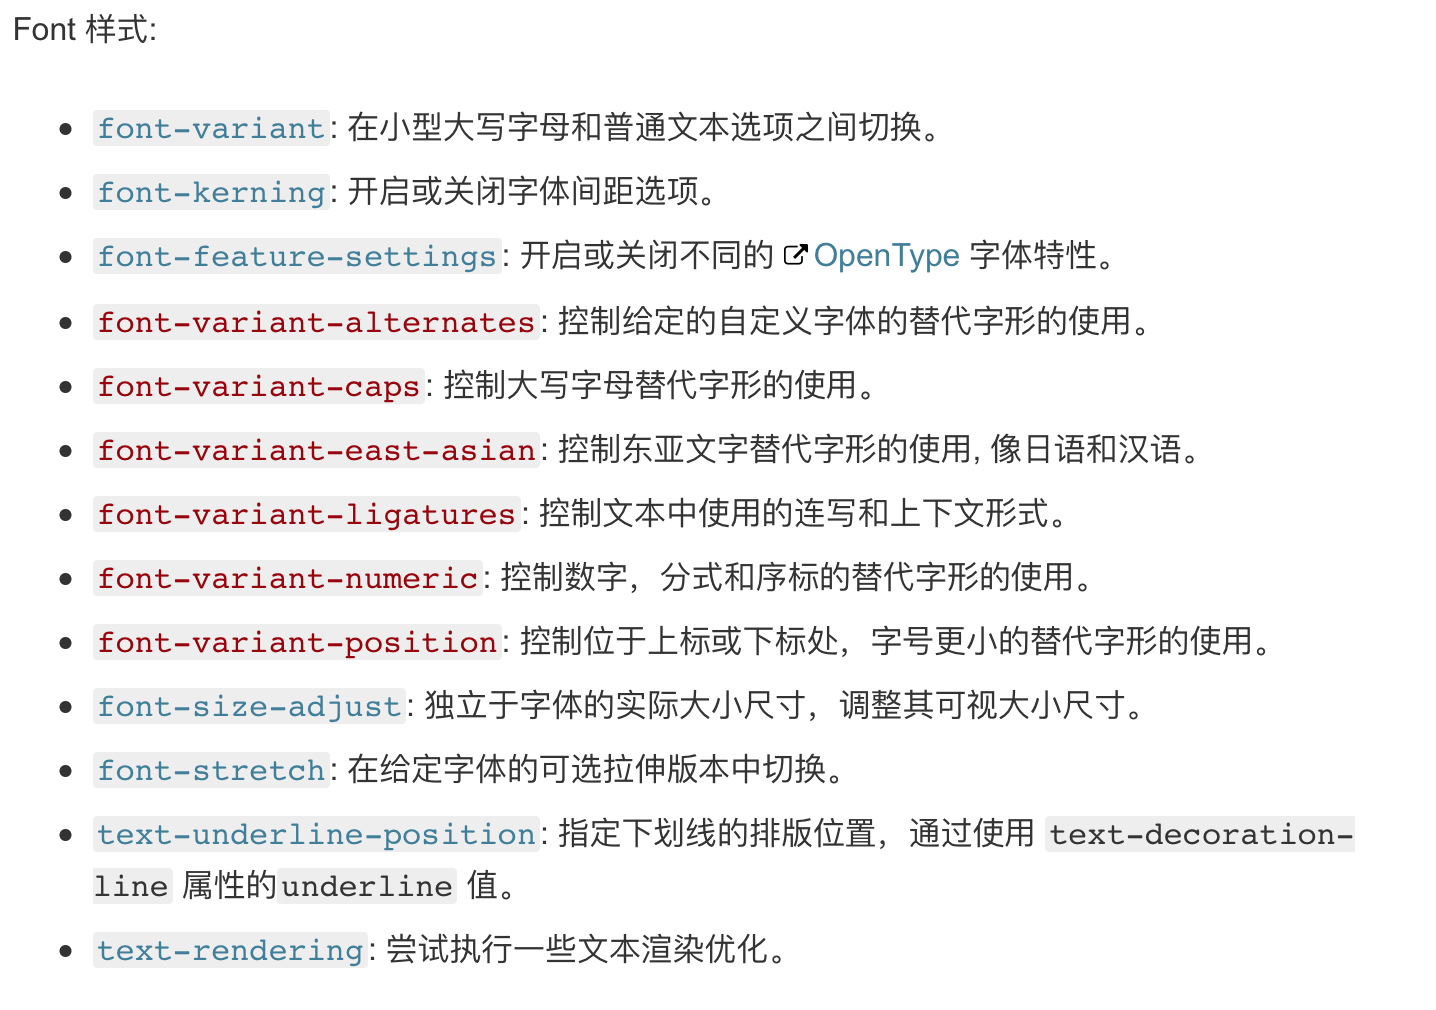 Font 样式:
font-variant: 在小型大写字母和普通文本选项之间切换。
font-kerning: 开启或关闭字体间距选项。
font-feature-settings: 开启或关闭不同的 OpenType 字体特性。
font-variant-alternates: 控制给定的自定义字体的替代字形的使用。
font-variant-caps: 控制大写字母替代字形的使用。
font-variant-east-asian: 控制东亚文字替代字形的使用, 像日语和汉语。
font-variant-ligatures: 控制文本中使用的连写和上下文形式。
font-variant-numeric: 控制数字，分式和序标的替代字形的使用。
font-variant-position: 控制位于上标或下标处，字号更小的替代字形的使用。
font-size-adjust: 独立于字体的实际大小尺寸，调整其可视大小尺寸。
font-stretch: 在给定字体的可选拉伸版本中切换。
text-underline-position: 指定下划线的排版位置，通过使用 text-decoration-
line 属性的underline 值。
text-rendering: 尝试执行一些文本渲染优化。